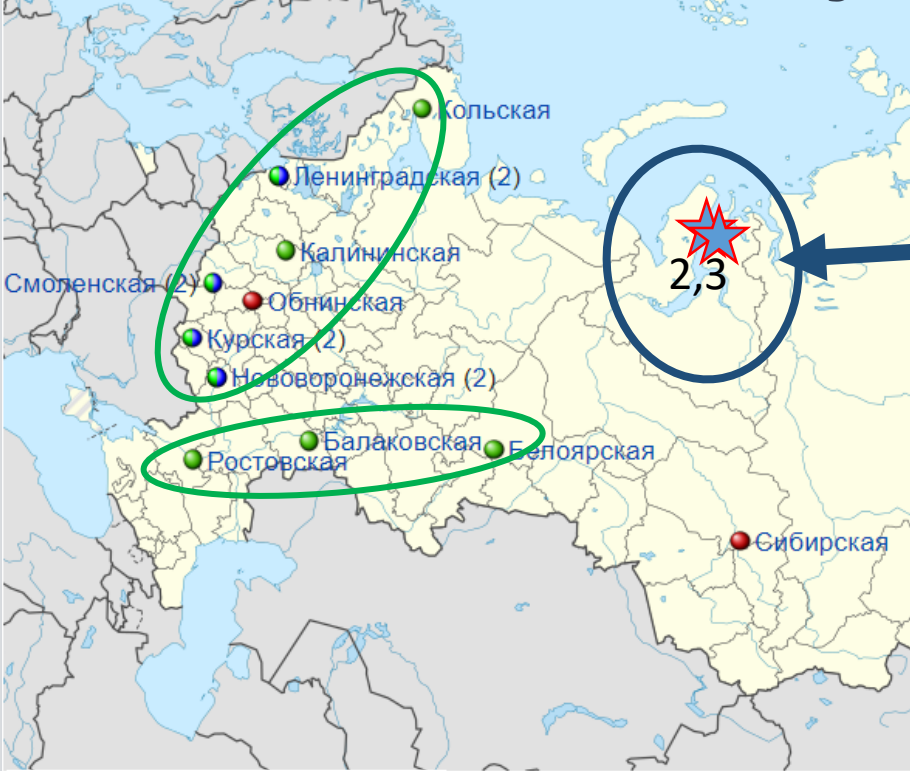 Кольская
Ленинградская (2)
Калининская
Смоленская (2)
2,3
Обнинская
Курская (2)
Нововоронежская (2)
Балаковская
Белоярская
Ростовская
Сибирская